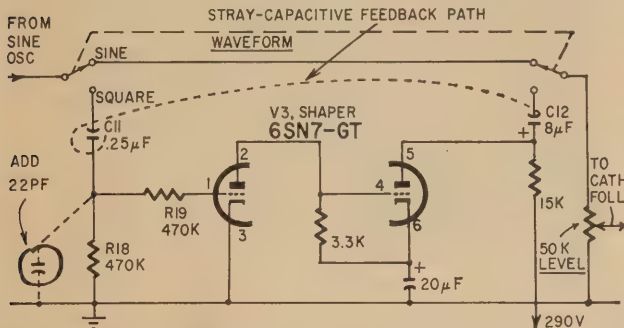 FROM
SINE
OSC
STRAY-CAPACITIVE FEEDBACK PATH
WAVEFORM
SINE
SQUARE
C11
.25µF
V3, SHAPER
6SN7-GT
C12
8µF
+
ADD
22PF
R19
470K
R18
470K
1
2
3
4
5
6
3.3K
+
20µF
15K
50K
LEVEL
TO
CATH
FOLL
290V